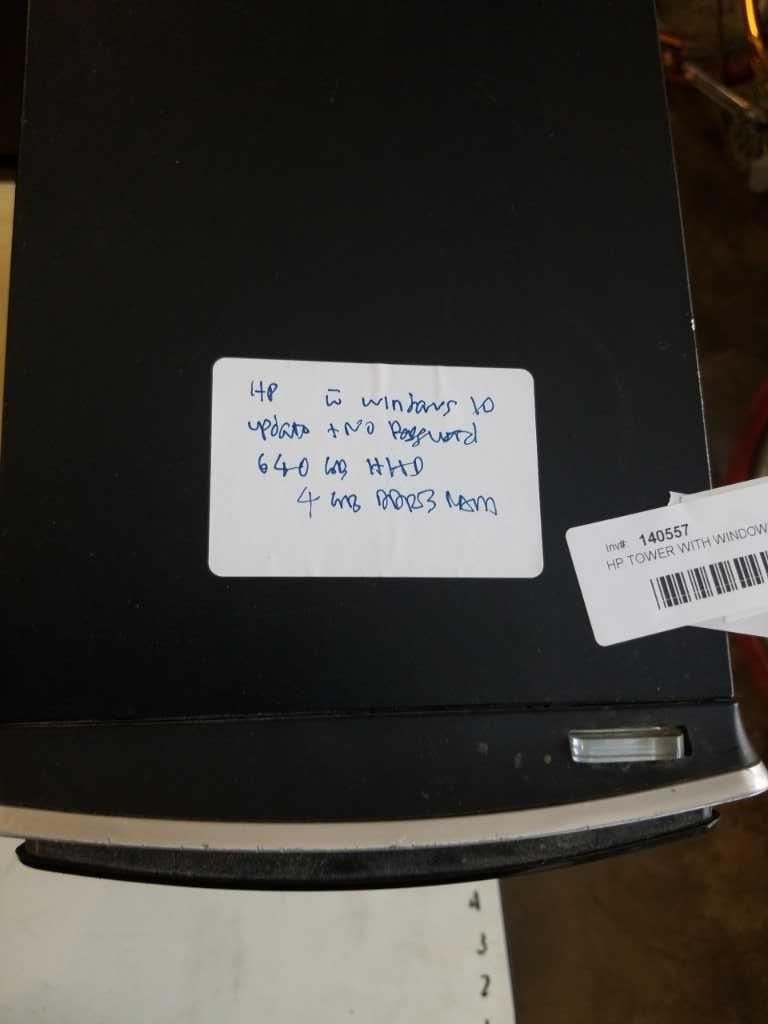 HP w̄ windows 10
update + No Password
640 GB HHD
4 GB DDR3 RAM
Inv#: 140557
HP TOWER WITH WINDOW
4
3
2